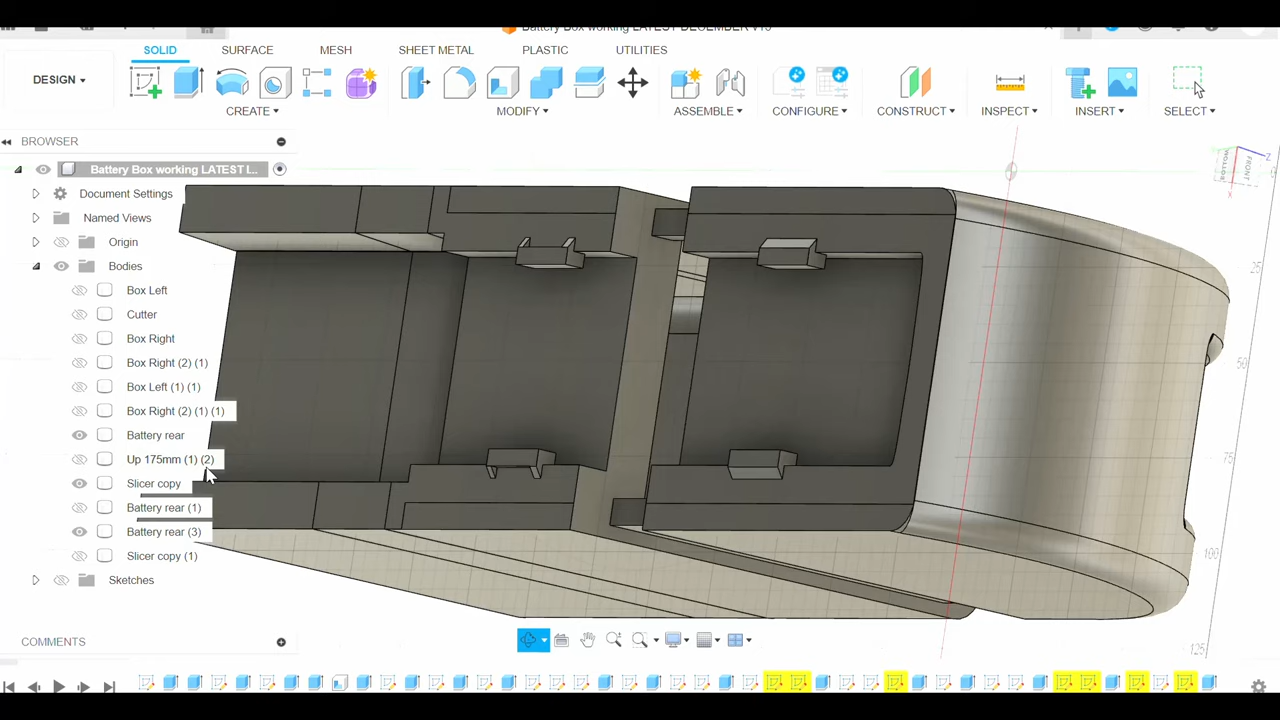 Battery Box working LATEST DECEMBER v13
SOLID SURFACE MESH SHEET METAL PLASTIC UTILITIES
DESIGN
CREATE MODIFY ASSEMBLE CONFIGURE CONSTRUCT INSPECT INSERT SELECT
BROWSER
Battery Box working LATEST I...
Document Settings
Named Views
Origin
Bodies
Box Left
Cutter
Box Right
Box Right (2) (1)
Box Left (1) (1)
Box Right (2) (1) (1)
Battery rear
Up 175mm (1) (2)
Slicer copy
Battery rear (1)
Battery rear (3)
Slicer copy (1)
Sketches
COMMENTS
BOTTOM
FRONT
Z
X
25
50
75
100
125